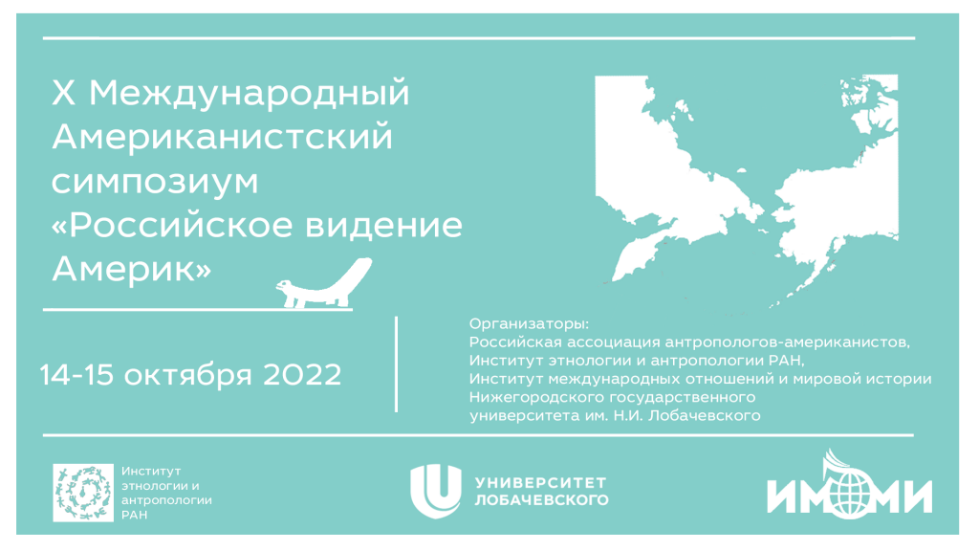 X Международный
Американистский
симпозиум
«Российское видение
Америк»
14-15 октября 2022
Организаторы:
Российская ассоциация антропологов-американистов,
Институт этнологии и антропологии РАН,
Институт международных отношений и мировой истории
Нижегородского государственного
университета им. Н.И. Лобачевского
Институт
этнологии и
антропологии
РАН
УНИВЕРСИТЕТ
ЛОБАЧЕВСКОГО
ИМОМИ